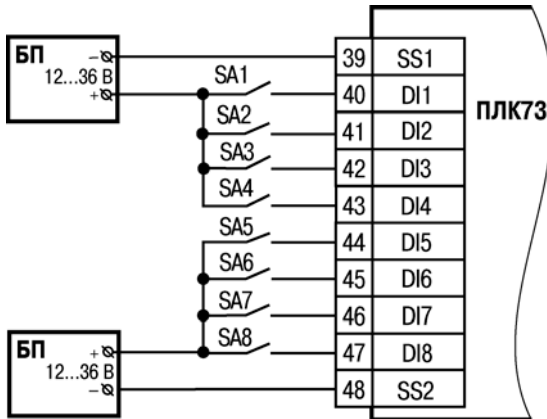 БП
–
12...36 В
+
SA1
SA2
SA3
SA4
SA5
SA6
SA7
SA8
39 SS1
40 DI1
41 DI2
42 DI3
43 DI4
44 DI5
45 DI6
46 DI7
47 DI8
48 SS2
ПЛК73
БП
+
12...36 В
–